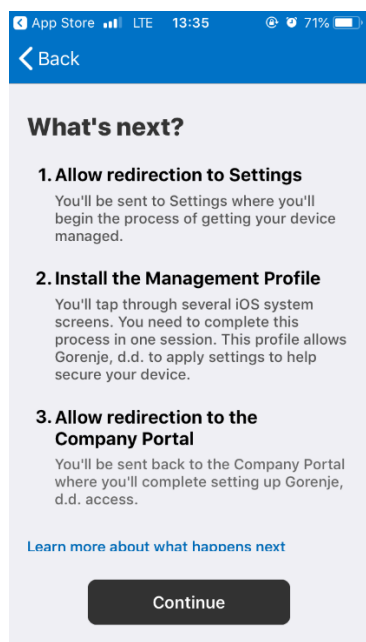 App Store LTE 13:35 71%
Back
What's next?
1. Allow redirection to Settings
You'll be sent to Settings where you'll
begin the process of getting your device
managed.
2. Install the Management Profile
You'll tap through several iOS system
screens. You need to complete this
process in one session. This profile allows
Gorenje, d.d. to apply settings to help
secure your device.
3. Allow redirection to the
Company Portal
You'll be sent back to the Company Portal
where you'll complete setting up Gorenje,
d.d. access.
Learn more about what happens next
Continue